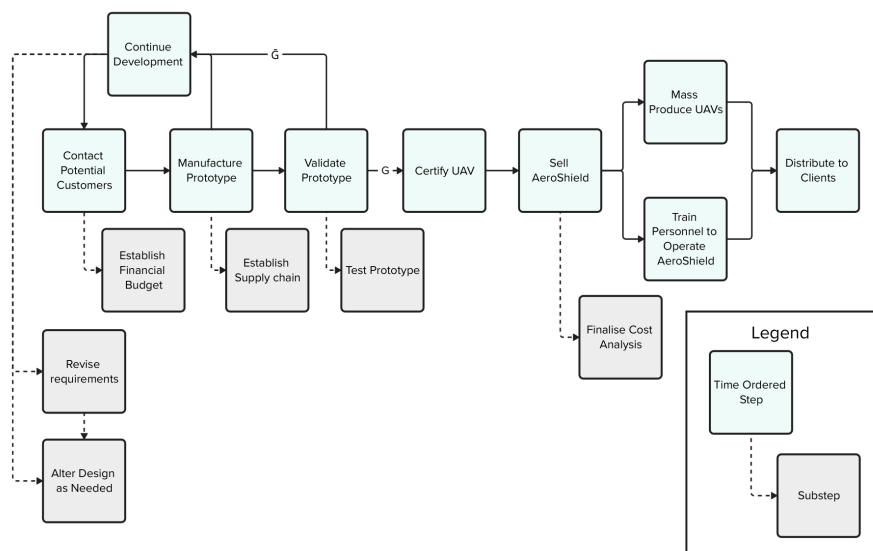 Continue
Development
Ḡ
Contact
Potential
Customers
Manufacture
Prototype
Validate
Prototype
G
Certify UAV
Sell
AeroShield
Mass
Produce UAVs
Train
Personnel to
Operate
AeroShield
Distribute to
Clients
Establish
Financial
Budget
Establish
Supply chain
Test Prototype
Finalise Cost
Analysis
Revise
requirements
Alter Design
as Needed
Legend
Time Ordered
Step
Substep